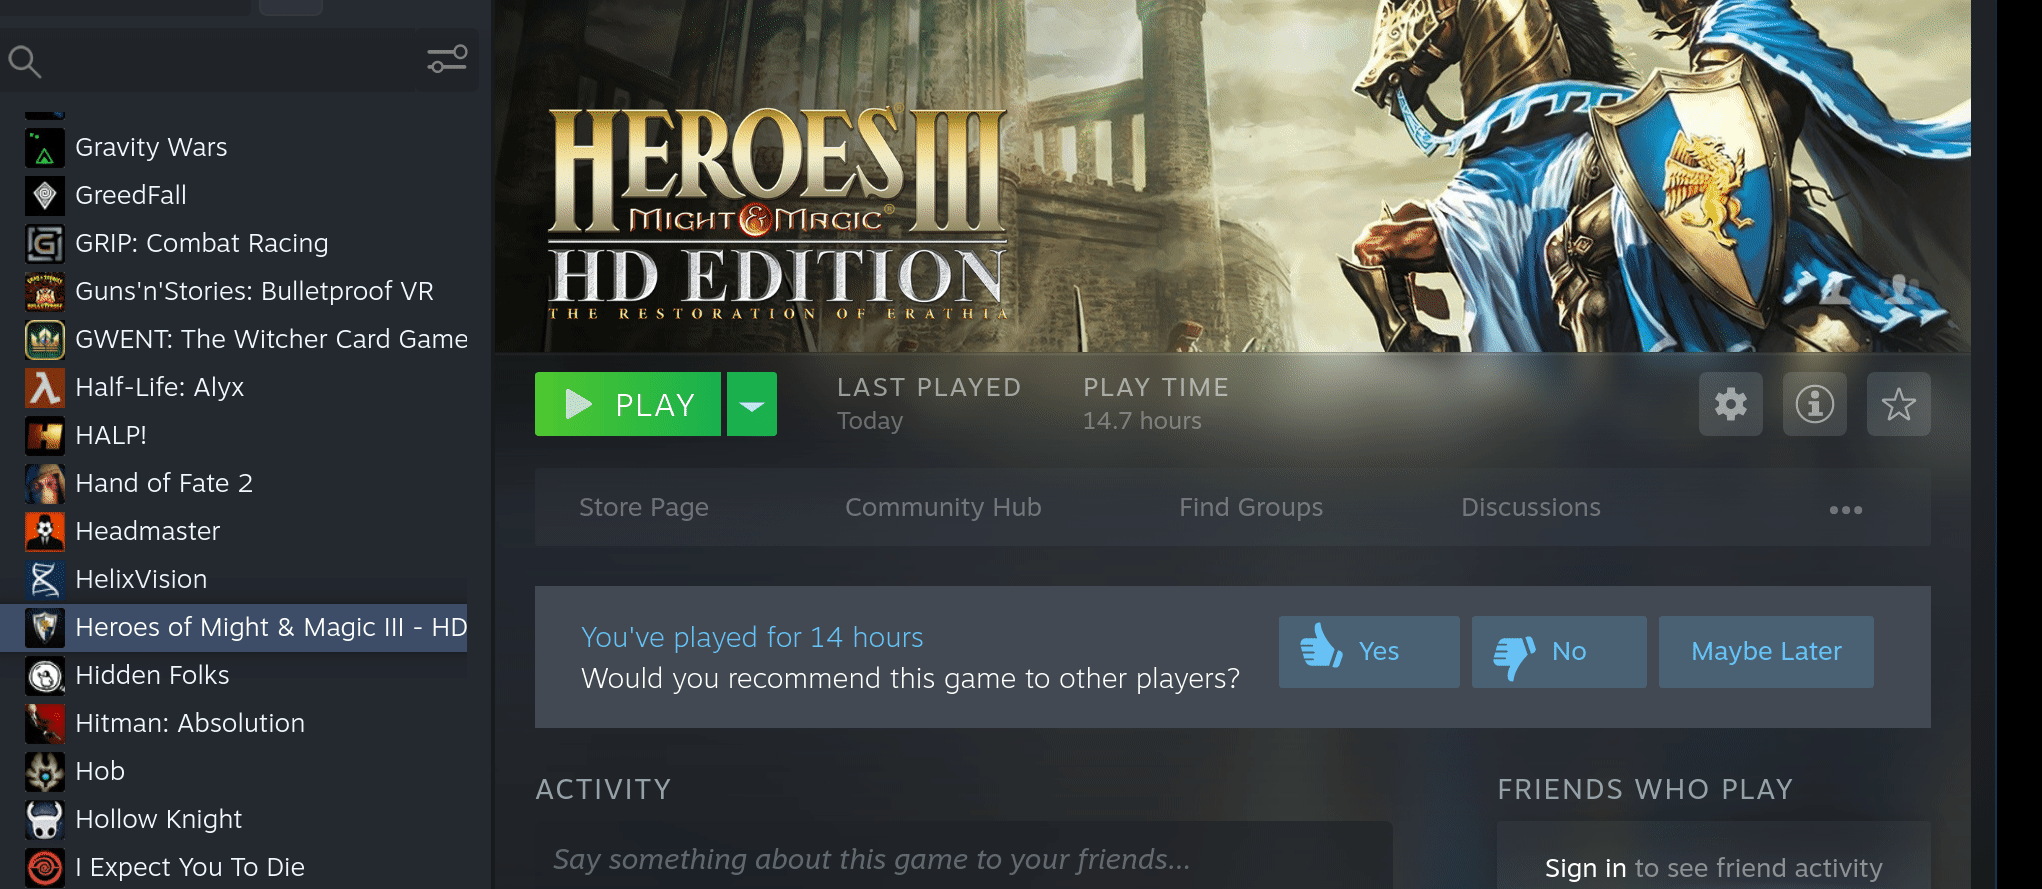 Gravity Wars
GreedFall
GRIP: Combat Racing
Guns'n'Stories: Bulletproof VR
GWENT: The Witcher Card Game
Half-Life: Alyx
HALP!
Hand of Fate 2
Headmaster
HelixVision
Heroes of Might & Magic III - HD
Hidden Folks
Hitman: Absolution
Hob
Hollow Knight
I Expect You To Die
HEROES III®
MIGHT & MAGIC®
HD EDITION
THE RESTORATION OF ERATHIA
PLAY
LAST PLAYED
Today
PLAY TIME
14.7 hours
Store Page
Community Hub
Find Groups
Discussions
You've played for 14 hours
Would you recommend this game to other players?
Yes
No
Maybe Later
ACTIVITY
Say something about this game to your friends...
FRIENDS WHO PLAY
Sign in to see friend activity